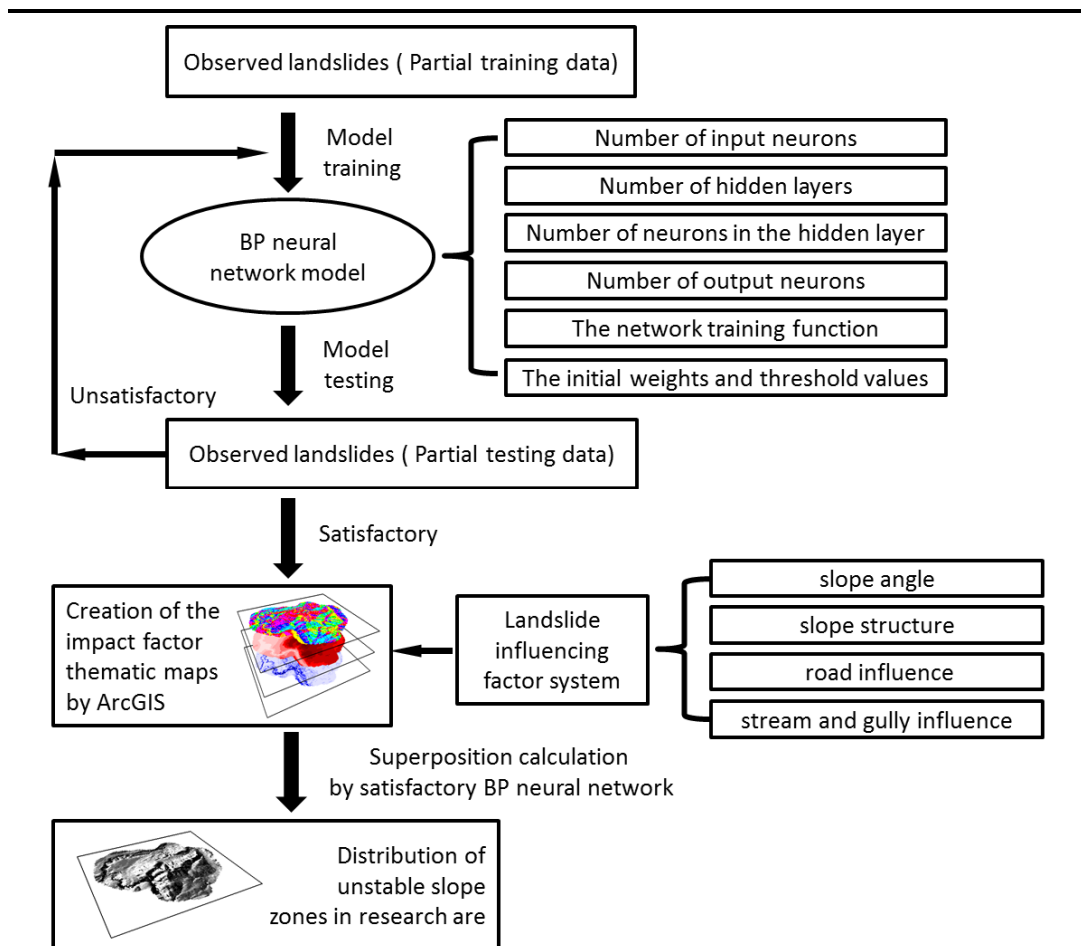 Observed landslides ( Partial training data)
Model
training
Number of input neurons
Number of hidden layers
Number of neurons in the hidden layer
Number of output neurons
The network training function
The initial weights and threshold values
BP neural
network model
Model
testing
Unsatisfactory
Observed landslides ( Partial testing data)
Satisfactory
Creation of the
impact factor
thematic maps
by ArcGIS
Landslide
influencing
factor system
slope angle
slope structure
road influence
stream and gully influence
Superposition calculation
by satisfactory BP neural network
Distribution of
unstable slope
zones in research are